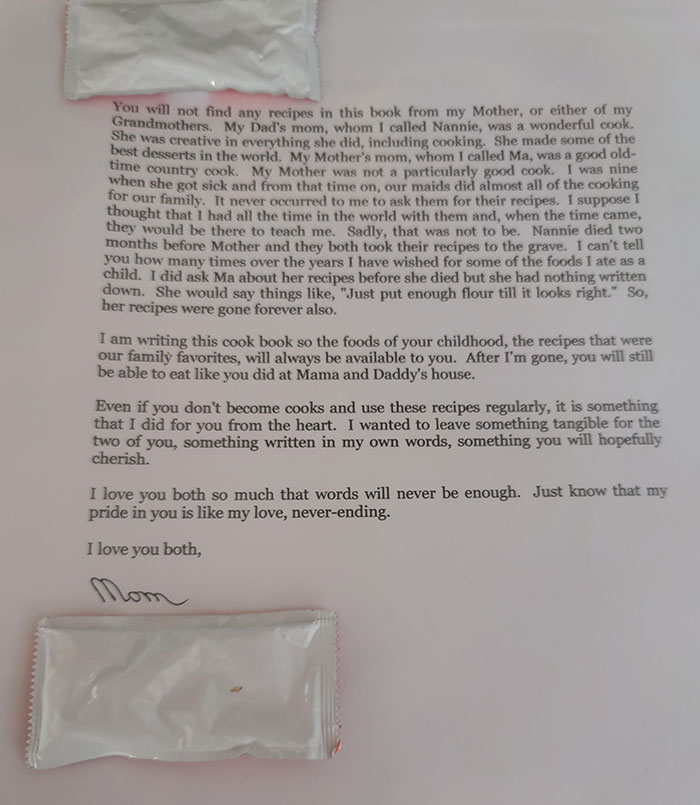 You will not find any recipes in this book from my Mother, or either of my
Grandmothers. My Dad's mom, whom I called Nannie, was a wonderful cook.
She was creative in everything she did, including cooking. She made some of the
best desserts in the world. My Mother's mom, whom I called Ma, was a good old-
time country cook. My Mother was not a particularly good cook. I was nine
when she got sick and from that time on, our maids did almost all of the cooking
for our family. It never occurred to me to ask them for their recipes. I suppose I
thought that I had all the time in the world with them and, when the time came,
they would be there to teach me. Sadly, that was not to be. Nannie died two
months before Mother and they both took their recipes to the grave. I can't tell
you how many times over the years I have wished for some of the foods I ate as a
child. I did ask Ma about her recipes before she died but she had nothing written
down. She would say things like, "Just put enough flour till it looks right." So,
her recipes were gone forever also.
I am writing this cook book so the foods of your childhood, the recipes that were
our family favorites, will always be available to you. After I'm gone, you will still
be able to eat like you did at Mama and Daddy's house.
Even if you don't become cooks and use these recipes regularly, it is something
that I did for you from the heart. I wanted to leave something tangible for the
two of you, something written in my own words, something you will hopefully
cherish.
I love you both so much that words will never be enough. Just know that my
pride in you is like my love, never-ending.
I love you both,
Mom